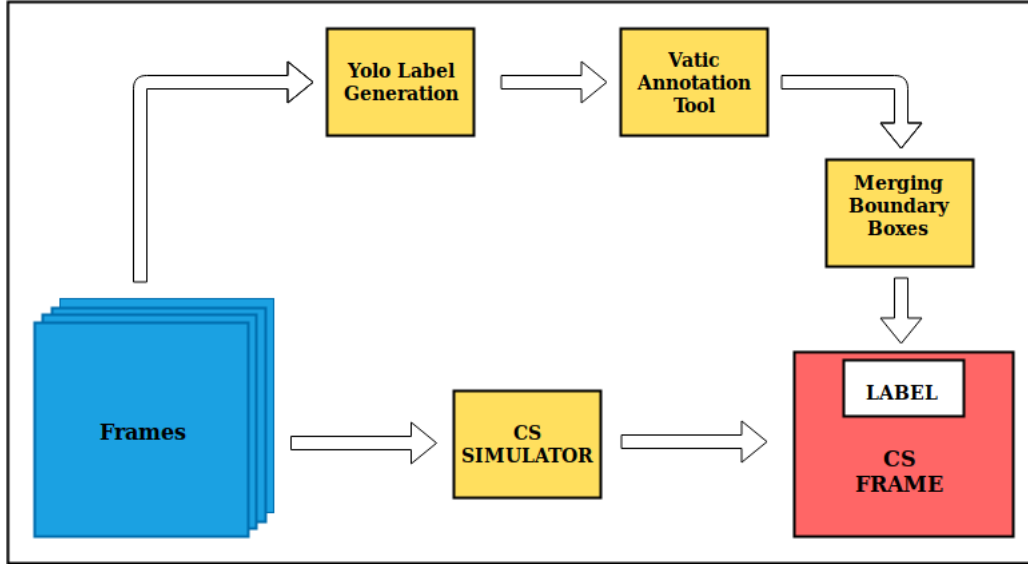 Yolo Label
Generation
Vatic
Annotation
Tool
Merging
Boundary
Boxes
Frames
CS
SIMULATOR
LABEL
CS
FRAME